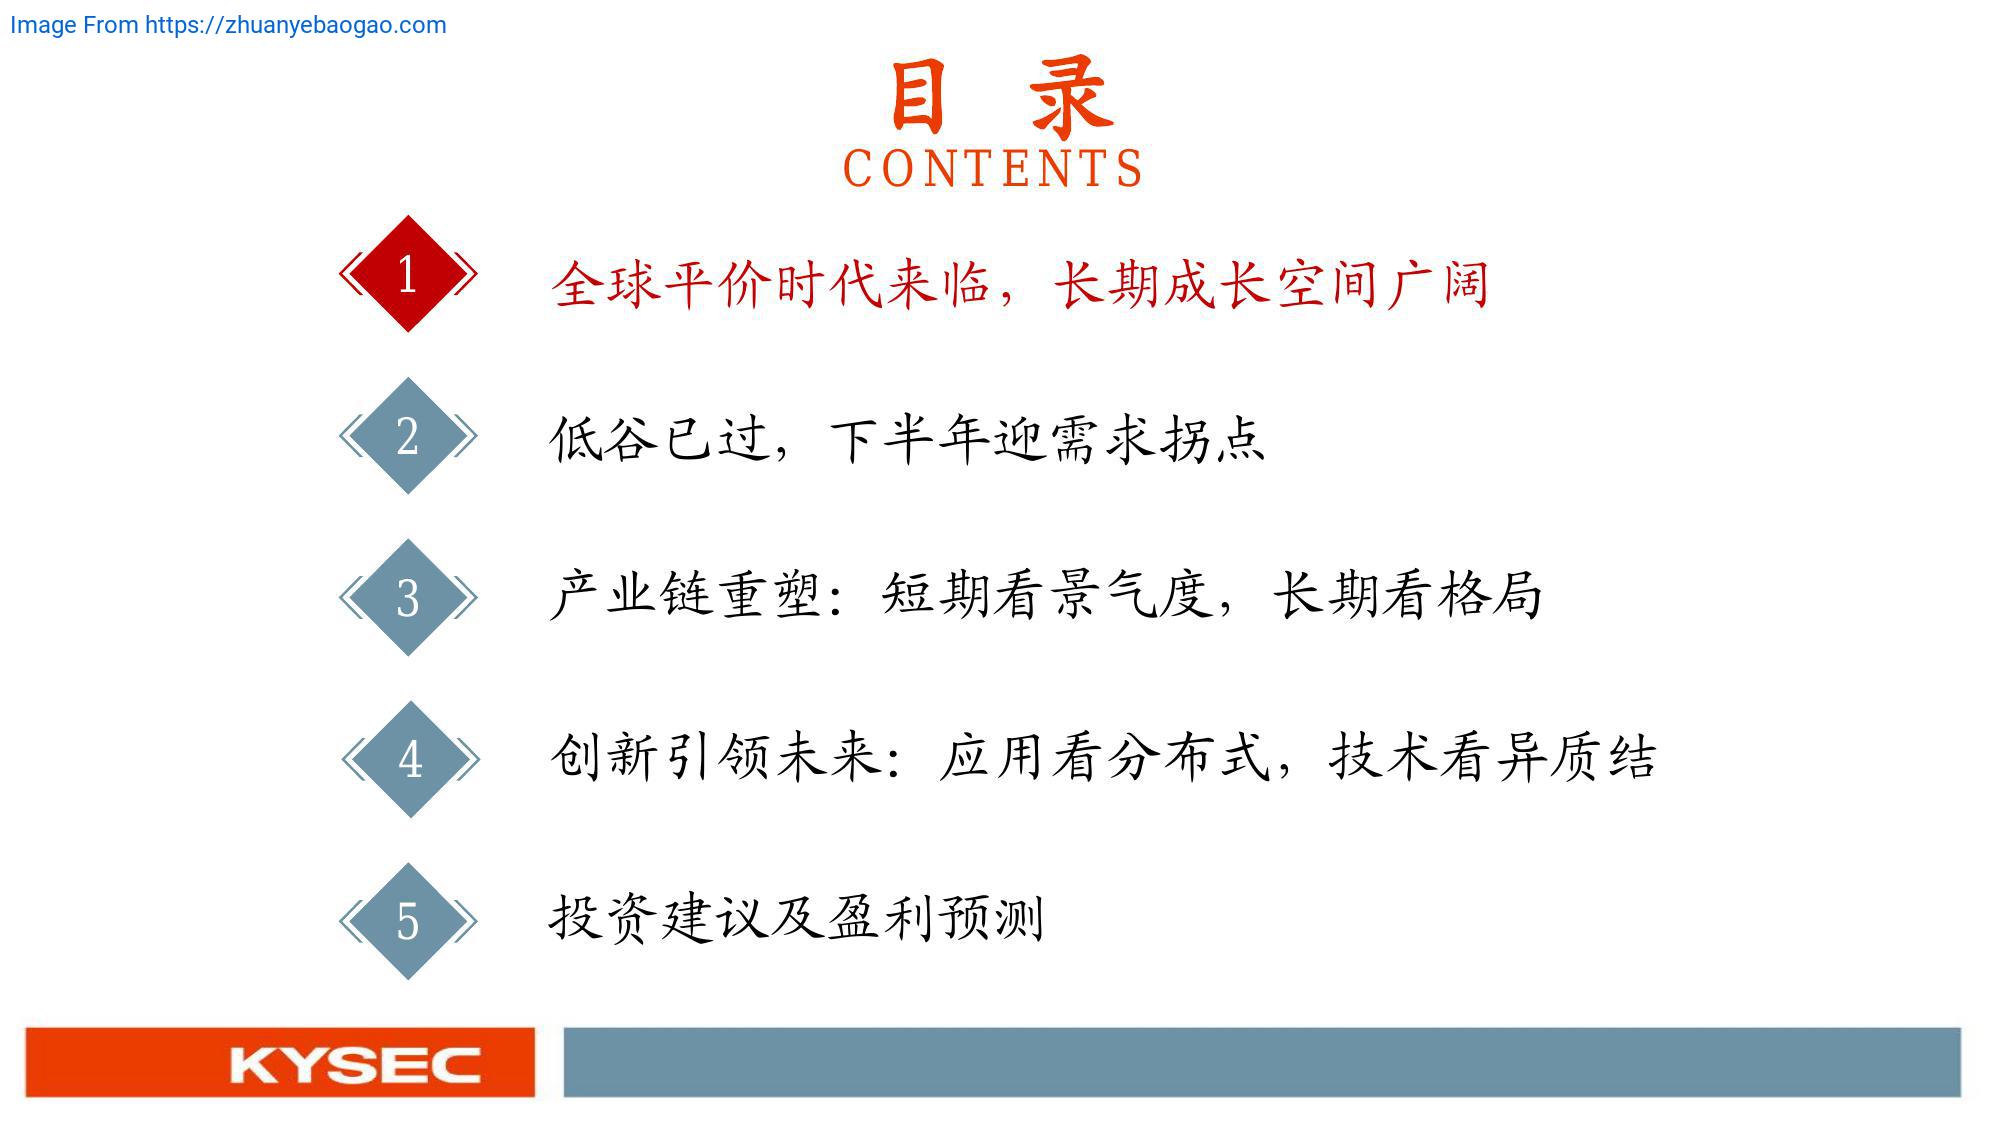 Image From https://zhuanyebaogao.com
目 录
CONTENTS
1 全球平价时代来临，长期成长空间广阔
2 低谷已过，下半年迎需求拐点
3 产业链重塑：短期看景气度，长期看格局
4 创新引领未来：应用看分布式，技术看异质结
5 投资建议及盈利预测
KYSEC